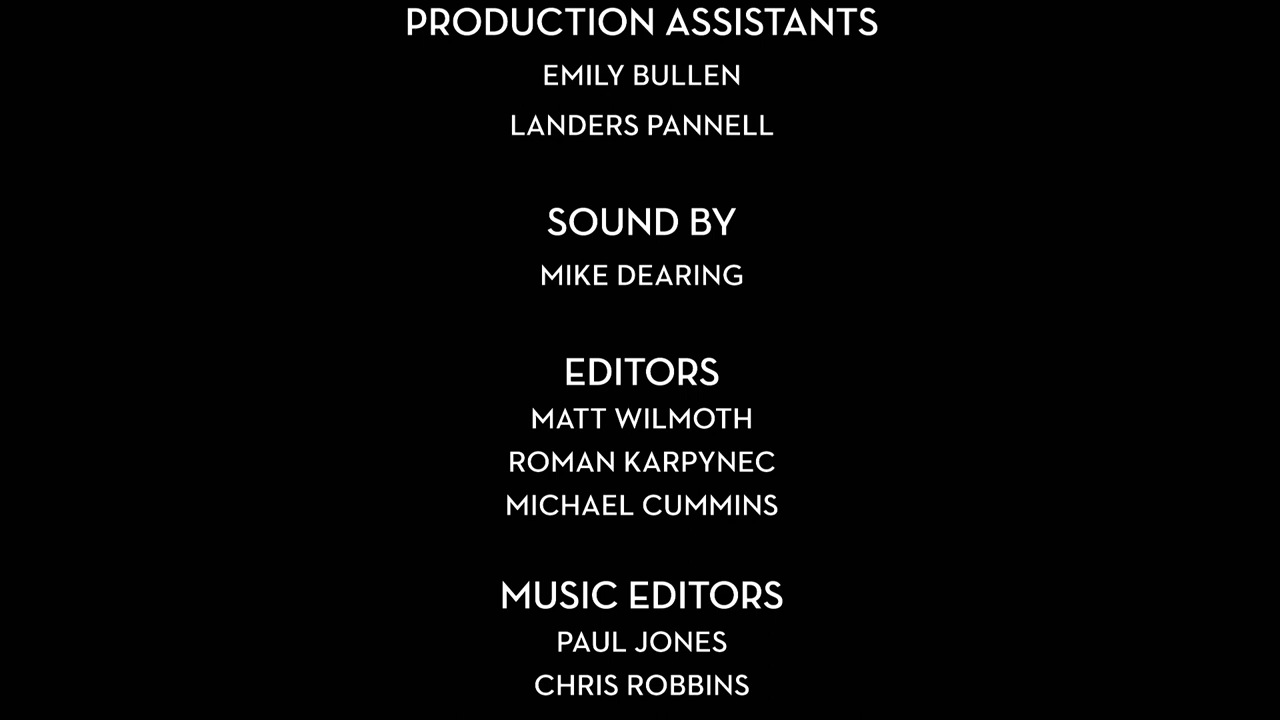 PRODUCTION ASSISTANTS
EMILY BULLEN
LANDERS PANNELL
SOUND BY
MIKE DEARING
EDITORS
MATT WILMOTH
ROMAN KARPYNEC
MICHAEL CUMMINS
MUSIC EDITORS
PAUL JONES
CHRIS ROBBINS